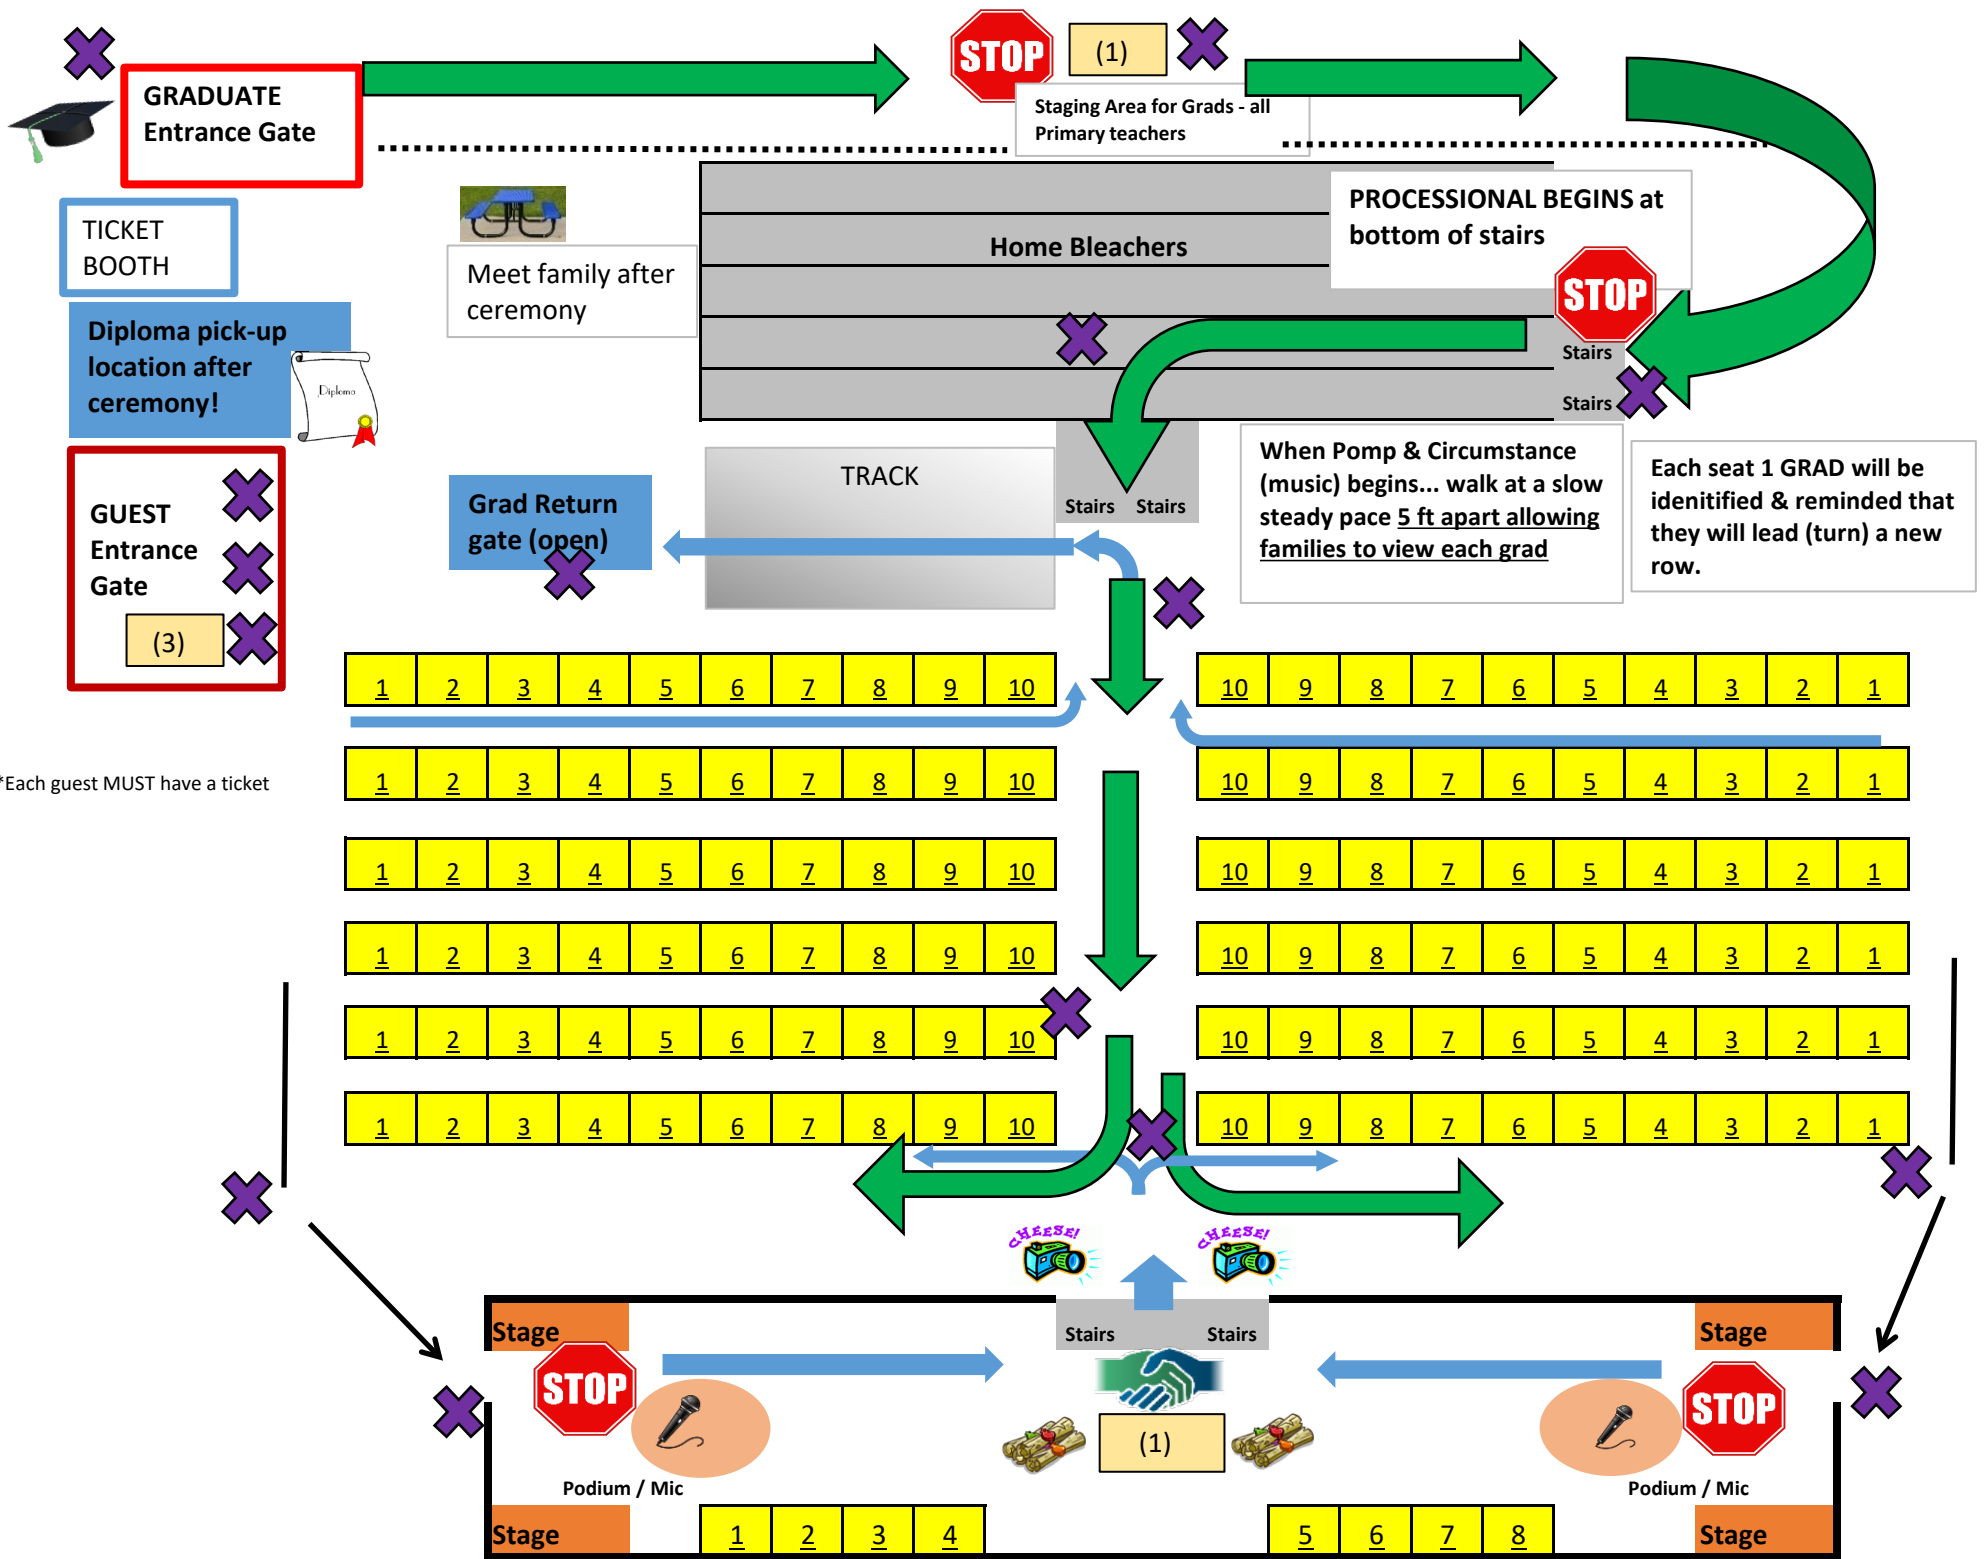 STOP
(1)
GRADUATE
Entrance Gate
Staging Area for Grads - all
Primary teachers
TICKET
BOOTH
Meet family after
ceremony
Home Bleachers
PROCESSIONAL BEGINS at
bottom of stairs
STOP
Stairs
Stairs
Diploma pick-up
location after
ceremony!
Diploma
GUEST
Entrance
Gate
(3)
Grad Return
gate (open)
TRACK
Stairs Stairs
When Pomp & Circumstance
(music) begins... walk at a slow
steady pace 5 ft apart allowing
families to view each grad
Each seat 1 GRAD will be
idenitified & reminded that
they will lead (turn) a new
row.
1 2 3 4 5 6 7 8 9 10 10 9 8 7 6 5 4 3 2 1
*Each guest MUST have a ticket
1 2 3 4 5 6 7 8 9 10 10 9 8 7 6 5 4 3 2 1
1 2 3 4 5 6 7 8 9 10 10 9 8 7 6 5 4 3 2 1
1 2 3 4 5 6 7 8 9 10 10 9 8 7 6 5 4 3 2 1
1 2 3 4 5 6 7 8 9 10 10 9 8 7 6 5 4 3 2 1
1 2 3 4 5 6 7 8 9 10 10 9 8 7 6 5 4 3 2 1
CHEESE! CHEESE!
Stage Stairs Stairs Stage
STOP STOP
(1)
Podium / Mic Podium / Mic
Stage 1 2 3 4 5 6 7 8 Stage